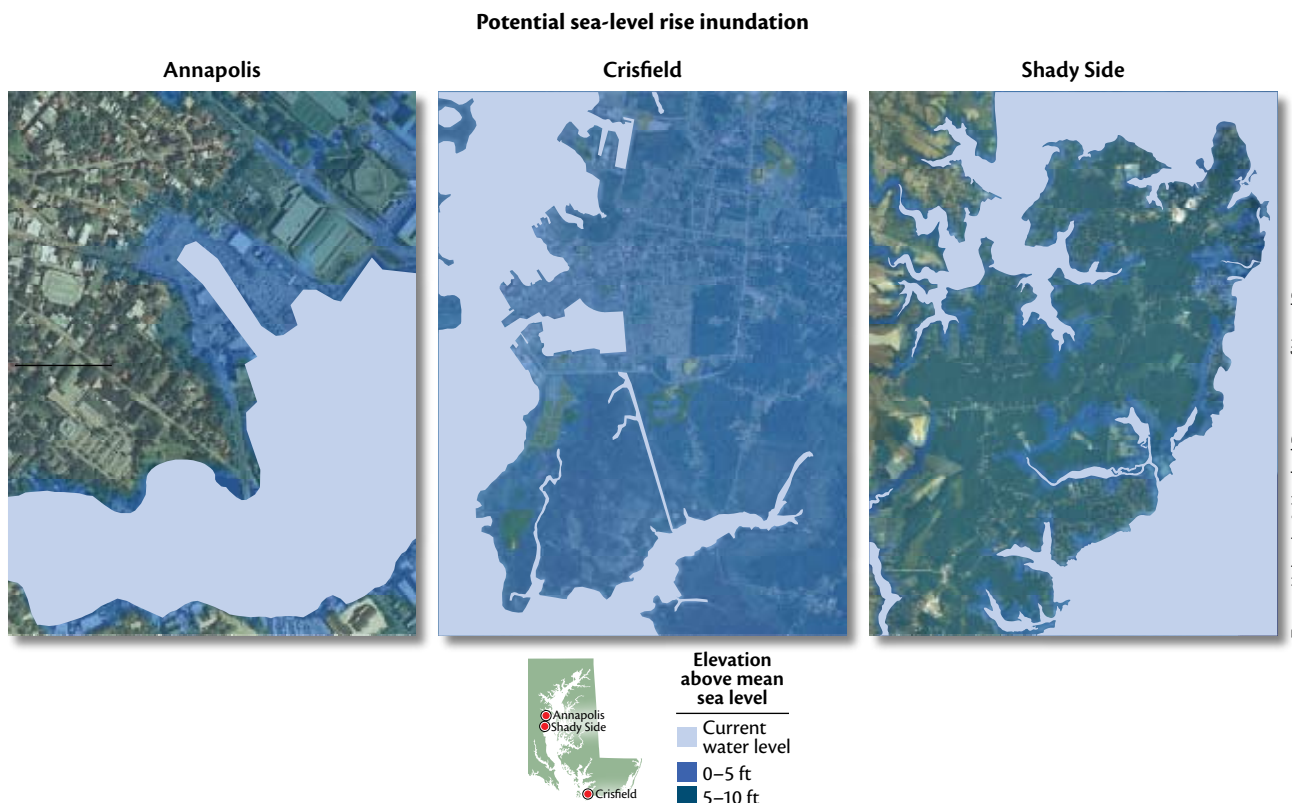 Potential sea-level rise inundation
Annapolis
Crisfield
Shady Side
Annapolis
Shady Side
Crisfield
Elevation
above mean
sea level
Current
water level
0–5 ft
5–10 ft